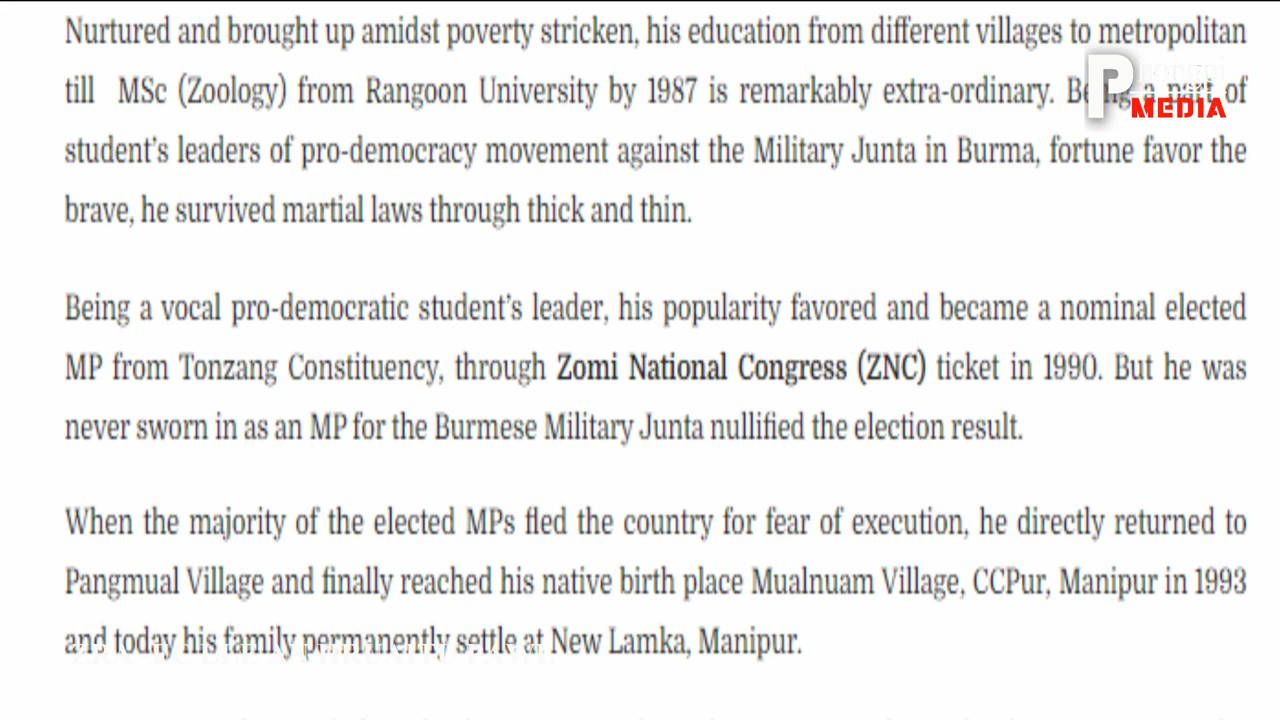 Nurtured and brought up amidst poverty stricken, his education from different villages to metropolitan
till MSc (Zoology) from Rangoon University by 1987 is remarkably extra-ordinary. Being a part of
student's leaders of pro-democracy movement against the Military Junta in Burma, fortune favor the
brave, he survived martial laws through thick and thin.
Being a vocal pro-democratic student's leader, his popularity favored and became a nominal elected
MP from Tonzang Constituency, through Zomi National Congress (ZNC) ticket in 1990. But he was
never sworn in as an MP for the Burmese Military Junta nullified the election result.
When the majority of the elected MPs fled the country for fear of execution, he directly returned to
Pangmual Village and finally reached his native birth place Mualnuam Village, CCPur, Manipur in 1993
and today his family permanently settle at New Lamka, Manipur.
P
MEDIA